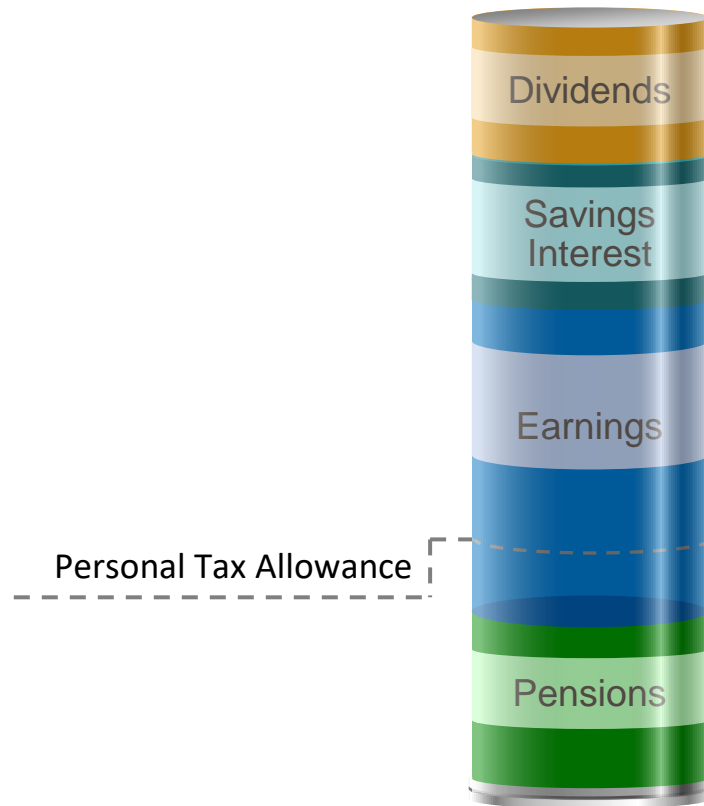 Dividends
Savings
Interest
Earnings
Personal Tax Allowance
Pensions